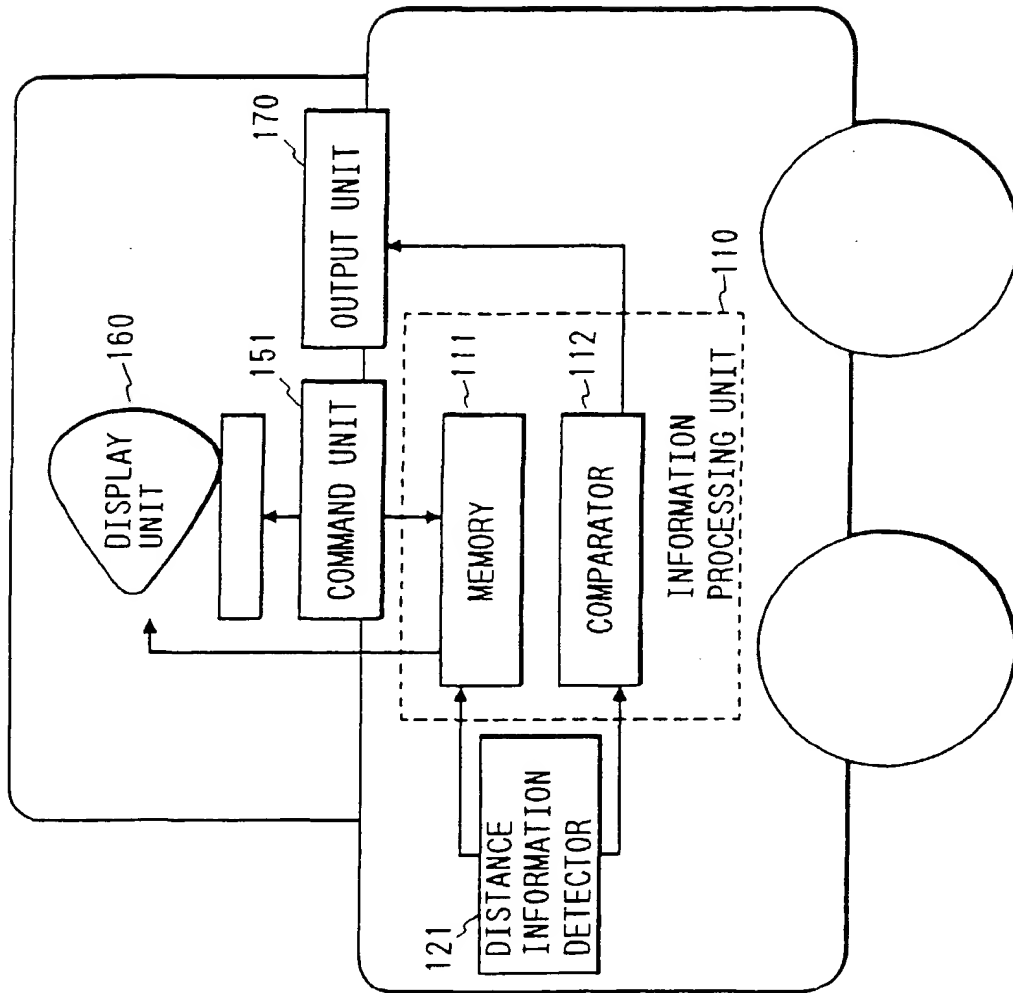 160
DISPLAY
UNIT
151
COMMAND UNIT
170
OUTPUT UNIT
111
MEMORY
112
COMPARATOR
INFORMATION
PROCESSING UNIT
110
121
DISTANCE
INFORMATION
DETECTOR